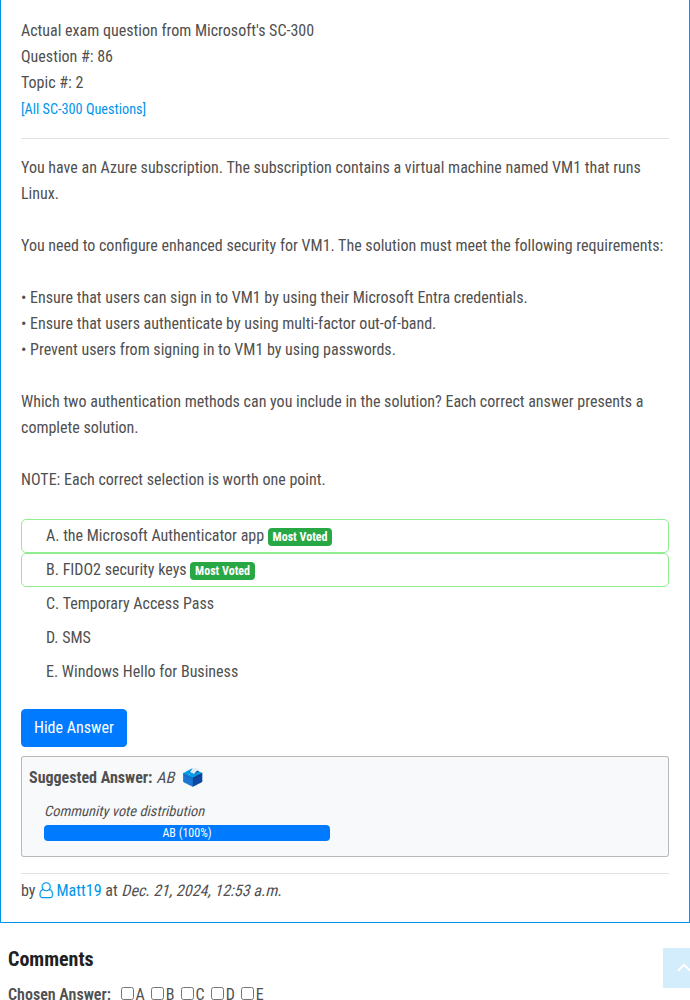 Actual exam question from Microsoft's SC-300
Question #: 86
Topic #: 2
[All SC-300 Questions]
You have an Azure subscription. The subscription contains a virtual machine named VM1 that runs
Linux.
You need to configure enhanced security for VM1. The solution must meet the following requirements:
• Ensure that users can sign in to VM1 by using their Microsoft Entra credentials.
• Ensure that users authenticate by using multi-factor out-of-band.
• Prevent users from signing in to VM1 by using passwords.
Which two authentication methods can you include in the solution? Each correct answer presents a
complete solution.
NOTE: Each correct selection is worth one point.
A. the Microsoft Authenticator app Most Voted
B. FIDO2 security keys Most Voted
C. Temporary Access Pass
D. SMS
E. Windows Hello for Business
Hide Answer
Suggested Answer: AB
Community vote distribution
AB (100%)
by Matt19 at Dec. 21, 2024, 12:53 a.m.
Comments
Chosen Answer: A B C D E